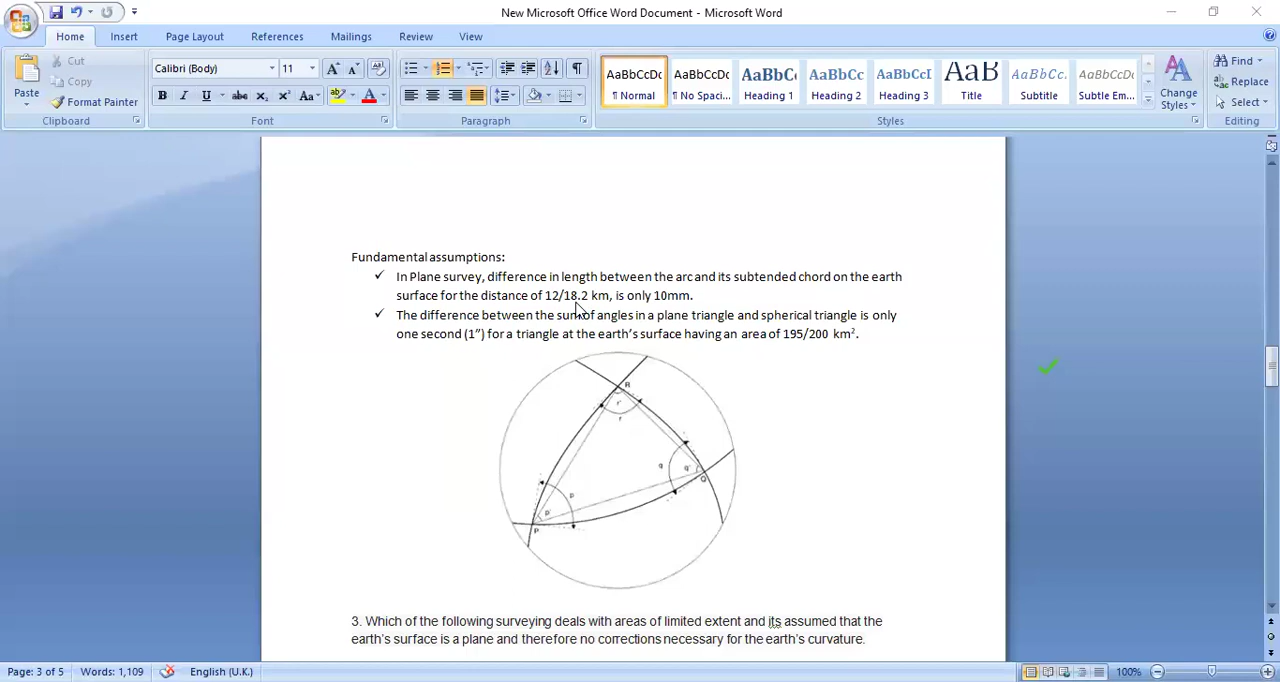 New Microsoft Office Word Document - Microsoft Word
Home Insert Page Layout References Mailings Review View
Paste
Cut
Copy
Format Painter
Clipboard
Calibri (Body) 11
Font
Paragraph
AaBbCcDc AaBbCcDc AaBbC AaBbCc AaBbCcI AaB AaBbCc. AaBbCcDc
¶ Normal ¶ No Spaci... Heading 1 Heading 2 Heading 3 Title Subtitle Subtle Em...
Styles
Change Styles
Find
Replace
Select
Editing
Fundamental assumptions:
✓ In Plane survey, difference in length between the arc and its subtended chord on the earth
surface for the distance of 12/18.2 km, is only 10mm.
✓ The difference between the sum of angles in a plane triangle and spherical triangle is only
one second (1”) for a triangle at the earth’s surface having an area of 195/200 km².
R
r'
r
q
q'
Q
p
p'
P
3. Which of the following surveying deals with areas of limited extent and its assumed that the
earth’s surface is a plane and therefore no corrections necessary for the earth’s curvature.
Page: 3 of 5 Words: 1,109 English (U.K.) 100%